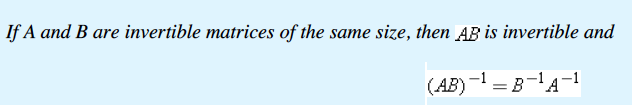 If A and B are invertible matrices of the same size, then AB is invertible and
(AB)⁻¹ = B⁻¹A⁻¹